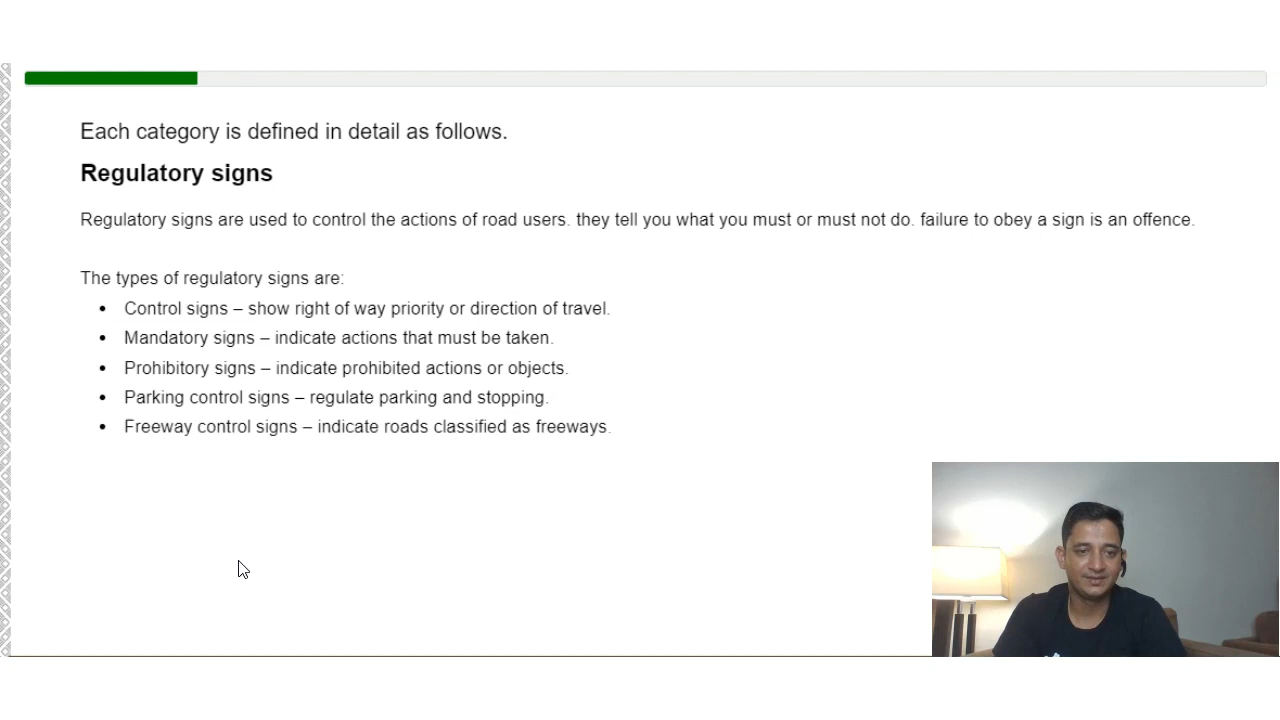 Each category is defined in detail as follows.
Regulatory signs
Regulatory signs are used to control the actions of road users. they tell you what you must or must not do. failure to obey a sign is an offence.
The types of regulatory signs are:
• Control signs – show right of way priority or direction of travel.
• Mandatory signs – indicate actions that must be taken.
• Prohibitory signs – indicate prohibited actions or objects.
• Parking control signs – regulate parking and stopping.
• Freeway control signs – indicate roads classified as freeways.